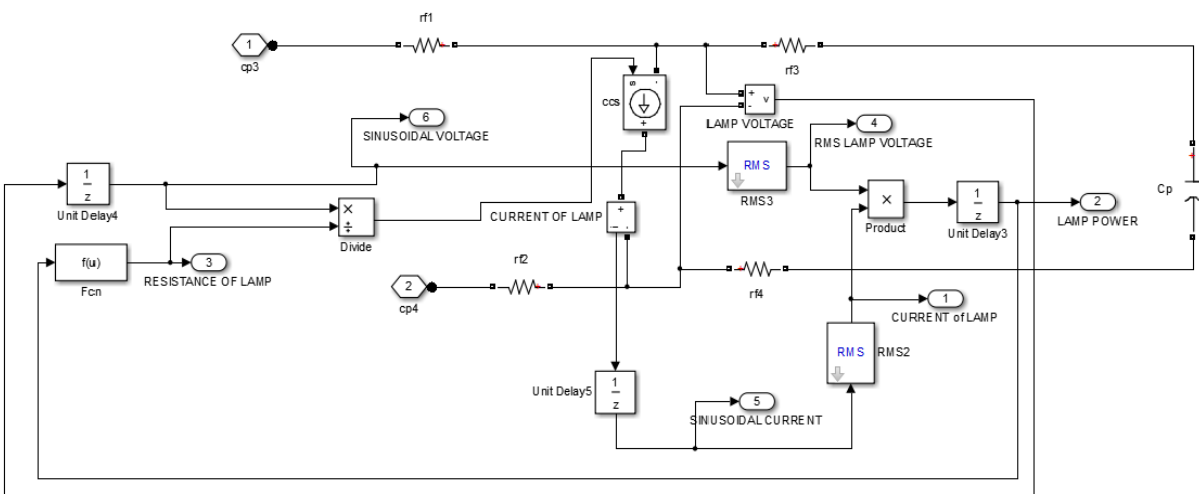 rf1
1
cp3
rf3
s
-
ccs
+
+
-
v
LAMP VOLTAGE
6
SINUSOIDAL VOLTAGE
4
RMS LAMP VOLTAGE
RMS
RMS3
1
z
Unit Delay4
×
÷
Divide
CURRENT OF LAMP
+
-
×
Product
1
z
Unit Delay3
2
LAMP POWER
Cp
+
f(u)
Fcn
3
RESISTANCE OF LAMP
2
cp4
rf2
rf4
1
CURRENT of LAMP
RMS
RMS2
Unit Delay5
1
z
5
SINUSOIDAL CURRENT